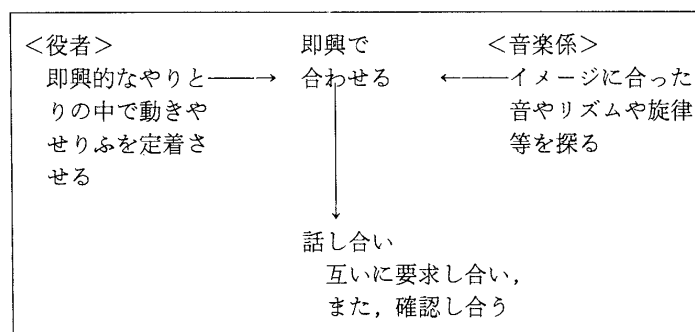 ＜役者＞
即興的なやりと
りの中で動きや
せりふを定着さ
せる
即興で
合わせる
＜音楽係＞
イメージに合った
音やリズムや旋律
等を探る
話し合い
互いに要求し合い，
また，確認し合う